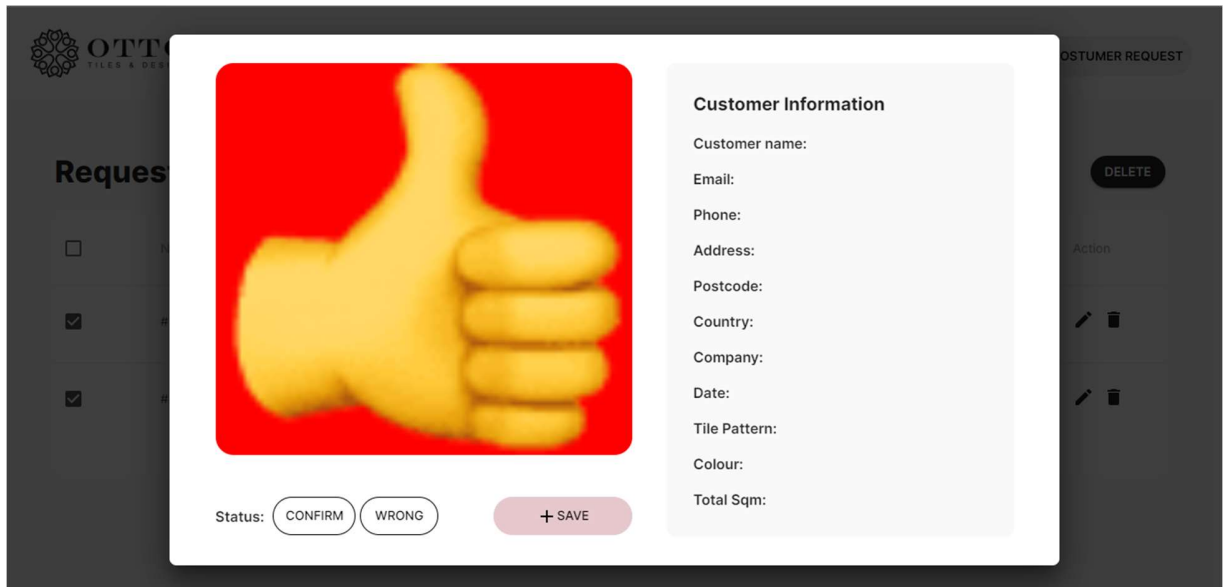 OTTO
TILES & DES
OSTUMER REQUEST
Reques
DELETE
N
Action
#
#
Customer Information
Customer name:
Email:
Phone:
Address:
Postcode:
Country:
Company:
Date:
Tile Pattern:
Colour:
Total Sqm:
Status: CONFIRM WRONG + SAVE